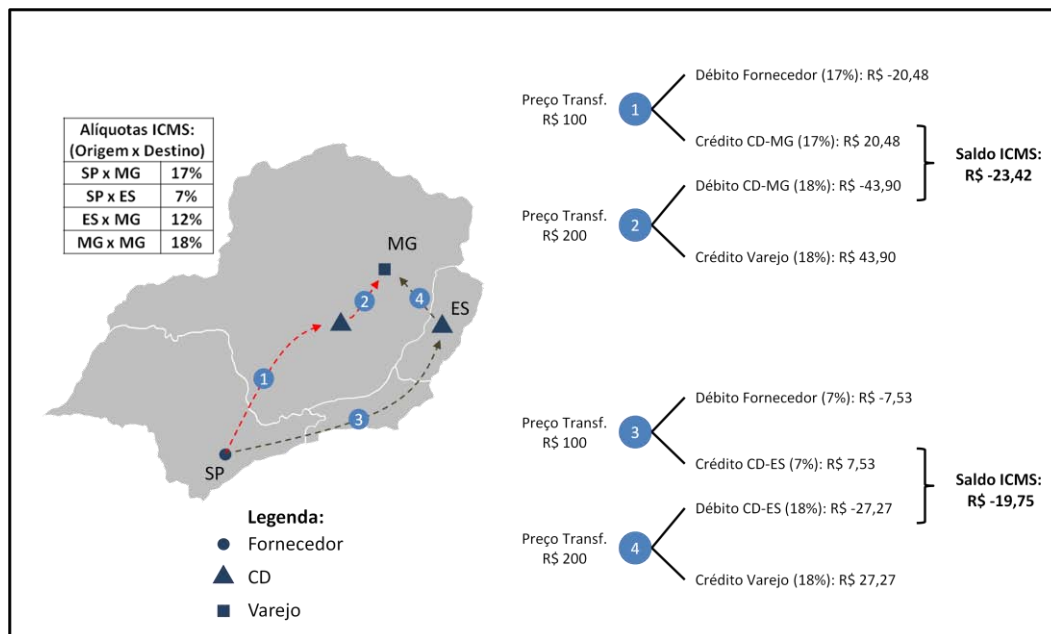 Alíquotas ICMS:
(Origem x Destino)
SP x MG 17%
SP x ES 7%
ES x MG 12%
MG x MG 18%
MG
ES
SP
1
2
3
4
Legenda:
Fornecedor
CD
Varejo
Preço Transf.
R$ 100
1
Débito Fornecedor (17%): R$ -20,48
Crédito CD-MG (17%): R$ 20,48
Preço Transf.
R$ 200
2
Débito CD-MG (18%): R$ -43,90
Crédito Varejo (18%): R$ 43,90
Saldo ICMS:
R$ -23,42
Preço Transf.
R$ 100
3
Débito Fornecedor (7%): R$ -7,53
Crédito CD-ES (7%): R$ 7,53
Preço Transf.
R$ 200
4
Débito CD-ES (18%): R$ -27,27
Crédito Varejo (18%): R$ 27,27
Saldo ICMS:
R$ -19,75